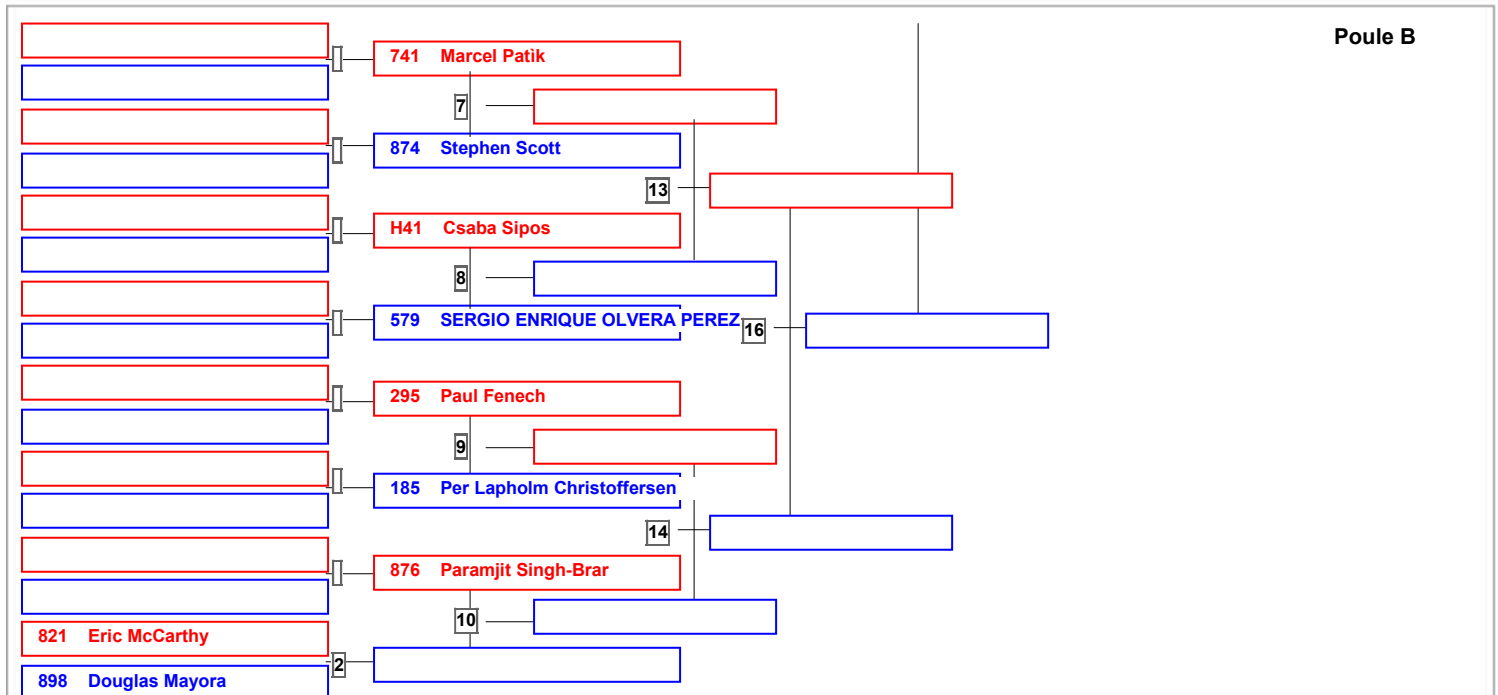 Poule B
741 Marcel Patìk
7
874 Stephen Scott
13
H41 Csaba Sipos
8
579 SERGIO ENRIQUE OLVERA PEREZ
16
295 Paul Fenech
9
185 Per Lapholm Christoffersen
14
876 Paramjit Singh-Brar
10
821 Eric McCarthy
2
898 Douglas Mayora